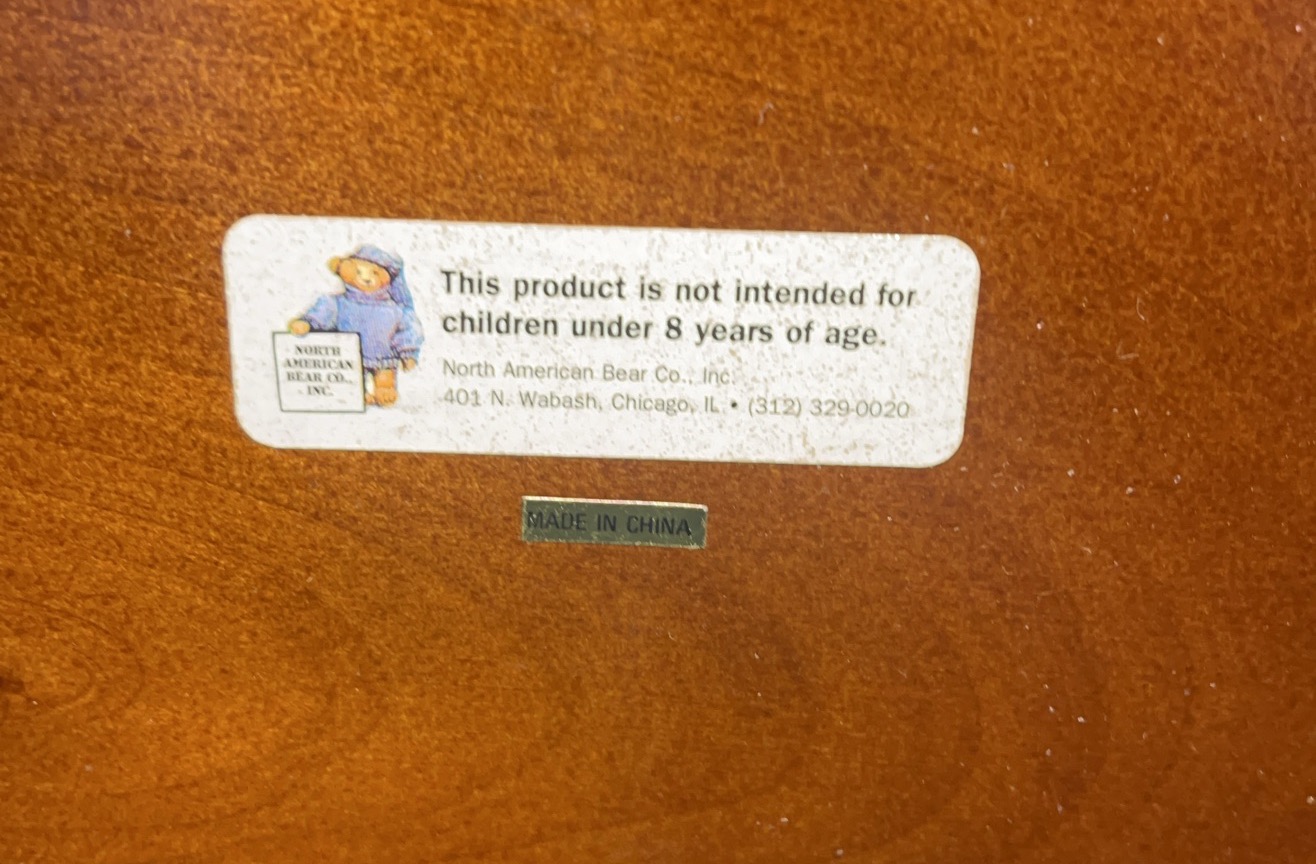 This product is not intended for
children under 8 years of age.
North American Bear Co., Inc.
401 N. Wabash, Chicago, IL • (312) 329-0020
NORTH
AMERICAN
BEAR CO.,
INC.
MADE IN CHINA